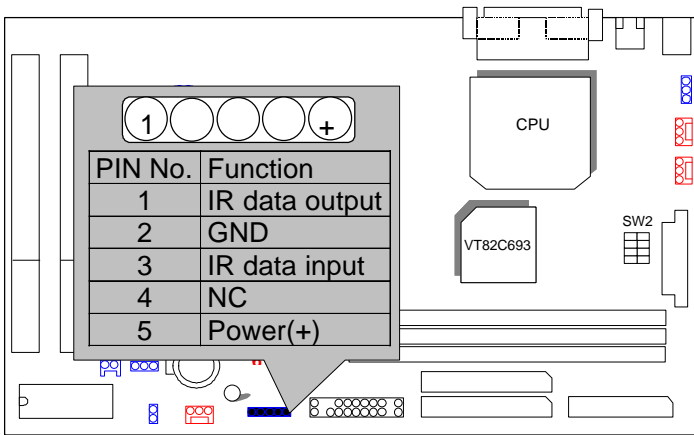 1 +
PIN No. Function
1 IR data output
2 GND
3 IR data input
4 NC
5 Power(+)
CPU
VT82C693
SW2